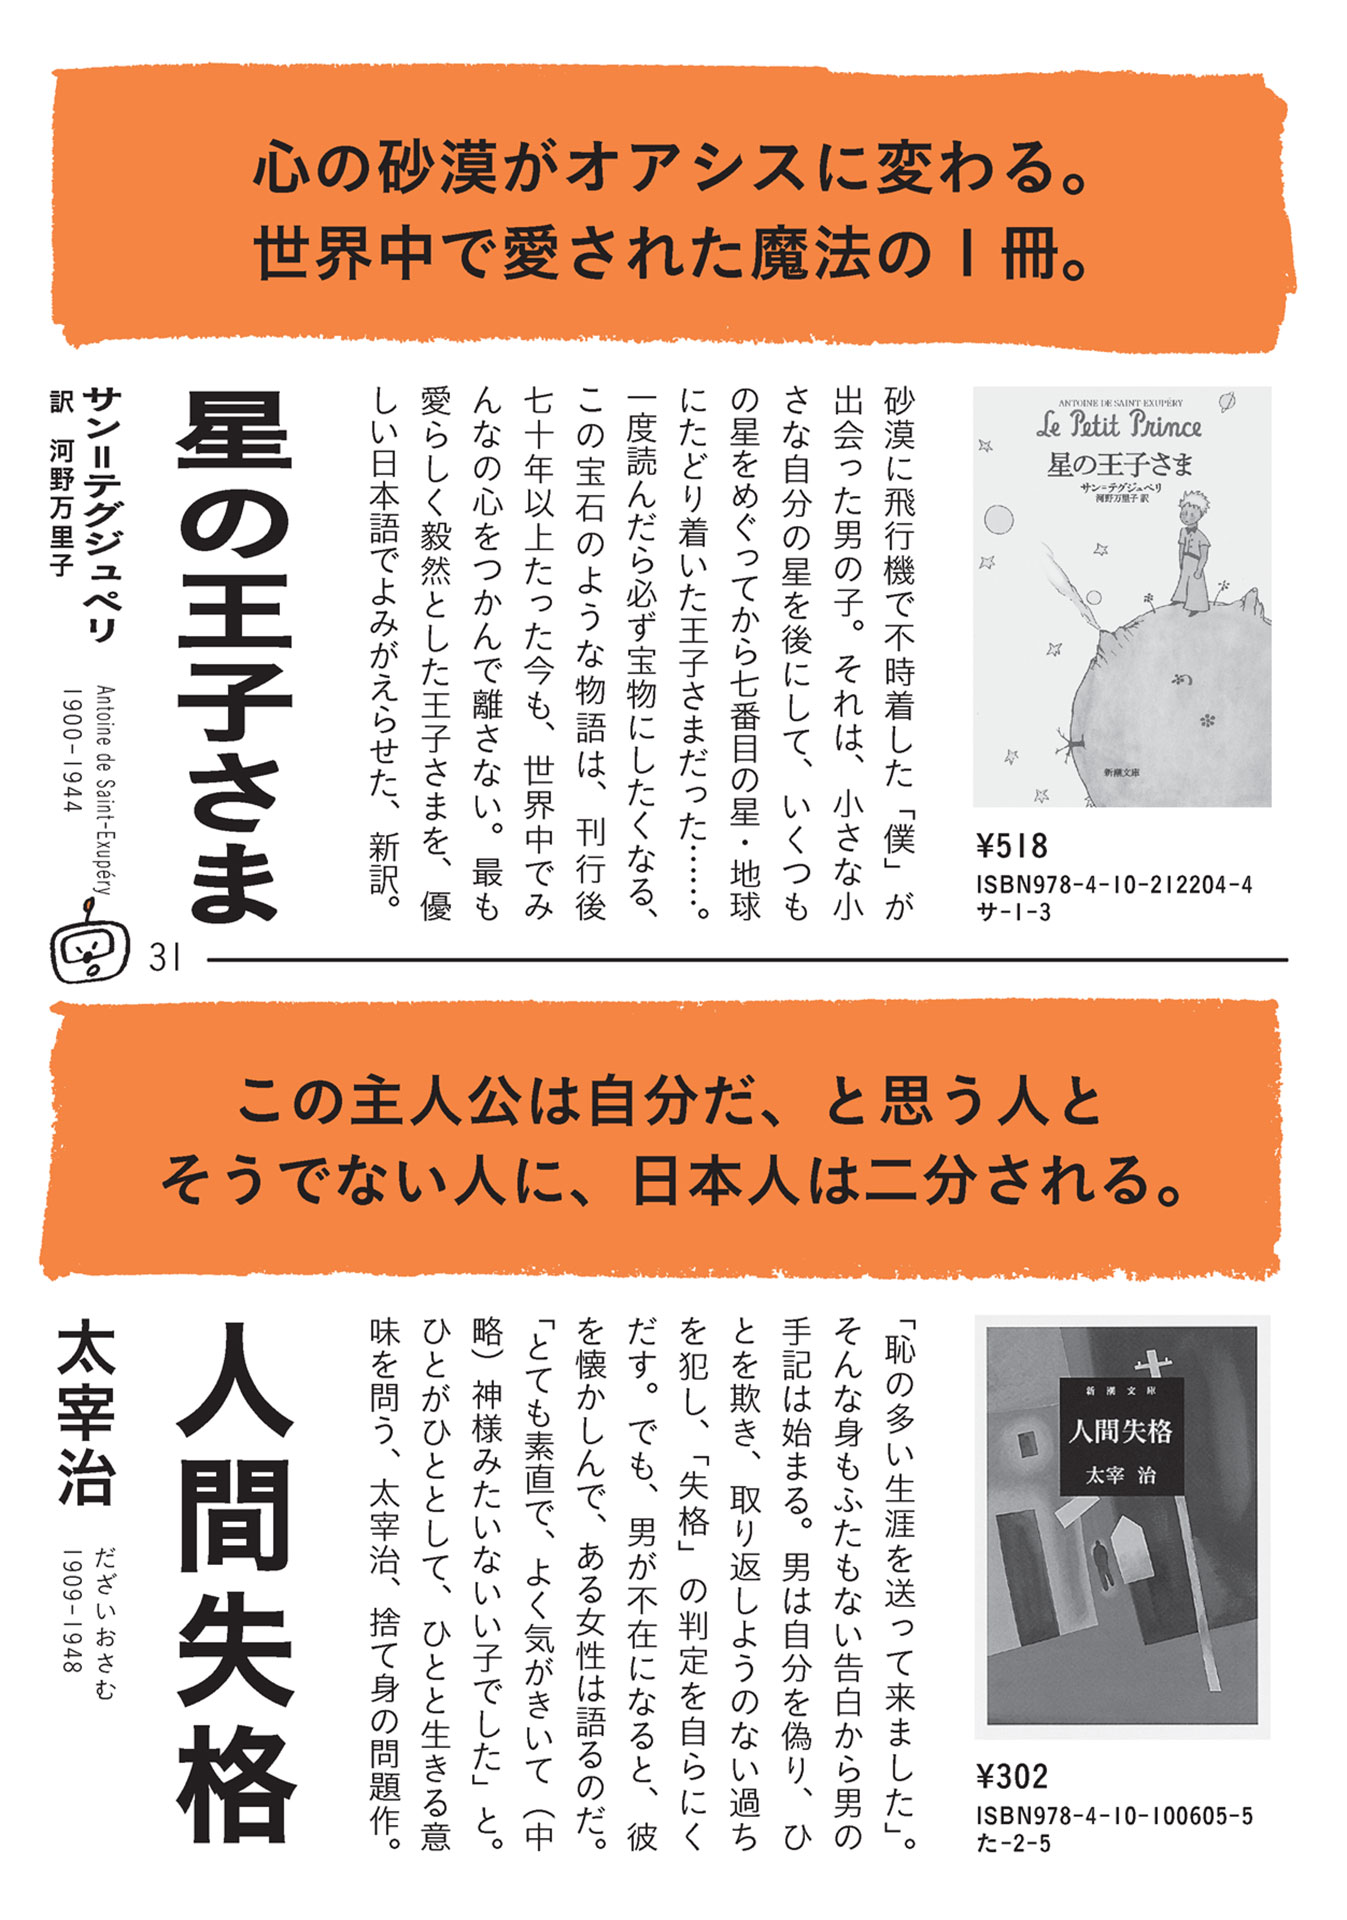 心の砂漠がオアシスに変わる。
世界中で愛された魔法の1冊。
ANTOINE DE SAINT EXUPÉRY
Le Petit Prince
星の王子さま
サン=テグジュペリ
河野万里子 訳
新潮文庫
¥518
ISBN978-4-10-212204-4
サ-1-3
砂漠に飛行機で不時着した「僕」が
出会った男の子。それは、小さな小
さな自分の星を後にして、いくつも
の星をめぐってから七番目の星・地球
にたどり着いた王子さまだった……。
一度読んだら必ず宝物にしたくなる、
この宝石のような物語は、刊行後
七十年以上たった今も、世界中でみ
んなの心をつかんで離さない。最も
愛らしく毅然とした王子さまを、優
しい日本語でよみがえらせた、新訳。
星の王子さま
サン=テグジュペリ
Antoine de Saint-Exupéry
1900-1944
訳 河野万里子
31
この主人公は自分だ、と思う人と
そうでない人に、日本人は二分される。
新潮文庫
人間失格
太宰 治
¥302
ISBN978-4-10-100605-5
た-2-5
「恥の多い生涯を送って来ました」。
そんな身もふたもない告白から男の
手記は始まる。男は自分を偽り、ひ
とを欺き、取り返しようのない過ち
を犯し、「失格」の判定を自らにく
だす。でも、男が不在になると、彼
を懐かしんで、ある女性は語るのだ。
「とても素直で、よく気がきいて(中
略)神様みたいないい子でした」と。
ひとがひととして、ひとと生きる意
味を問う、太宰治、捨て身の問題作。
人間失格
太宰治
だざいおさむ
1909-1948